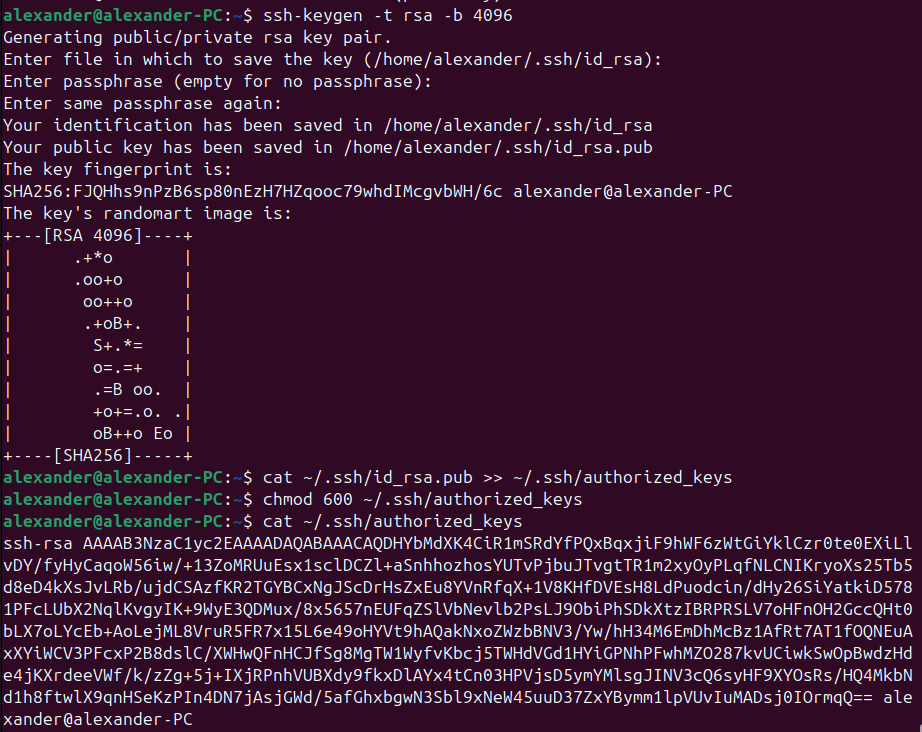 alexander@alexander-PC:~$ ssh-keygen -t rsa -b 4096
Generating public/private rsa key pair.
Enter file in which to save the key (/home/alexander/.ssh/id_rsa):
Enter passphrase (empty for no passphrase):
Enter same passphrase again:
Your identification has been saved in /home/alexander/.ssh/id_rsa
Your public key has been saved in /home/alexander/.ssh/id_rsa.pub
The key fingerprint is:
SHA256:FJQHhs9nPzB6sp80nEzH7HZqooc79whdIMcgvbWH/6c alexander@alexander-PC
The key's randomart image is:
+---[RSA 4096]----+
|      .+*o       |
|      .oo+o      |
|       oo++o     |
|       .+oB+.    |
|        S+.*=    |
|        o=.=+    |
|        .=B oo.  |
|        +o+=.o. .|
|        oB++o Eo |
+----[SHA256]-----+
alexander@alexander-PC:~$ cat ~/.ssh/id_rsa.pub >> ~/.ssh/authorized_keys
alexander@alexander-PC:~$ chmod 600 ~/.ssh/authorized_keys
alexander@alexander-PC:~$ cat ~/.ssh/authorized_keys
ssh-rsa AAAAB3NzaC1yc2EAAAADAQABAAACAQDHYbMdXK4CiR1mSRdYfPQxBqxjiF9hWF6zWtGiYklCzr0te0EXiLl
vDY/fyHyCaqoW56iw/+13ZoMRUuEsx1sclDCZl+aSnhhozhosYUTvPjbuJTvgtTR1m2xyOyPLqfNLCNIKryoXs25Tb5
d8eD4kXsJvLRb/ujdCSAzfKR2TGYBCxNgJScDrHsZxEu8YVnRfqX+1V8KHfDVEsH8LdPuodcin/dHy26SiYatkiD578
1PFcLUbX2NqlKvgyIK+9WyE3QDMux/8x5657nEUFqZSlVbNevlb2PsLJ9ObiPhSDkXtzIBRPRSLV7oHFnOH2GccQHt0
bLX7oLYcEb+AoLejML8VruR5FR7x15L6e49oHYVt9hAQakNxoZWzbBNV3/Yw/hH34M6EmDhMcBz1AfRt7AT1fOQNEuA
xXYiWCV3PFcxP2B8dslC/XWHwQFnHCJfSg8MgTW1WyfvKbcj5TWHdVGd1HYiGPNhPFwhMZO287kvUCiwkSwOpBwdzHd
e4jKXrdeeVWf/k/zZg+5j+IXjRPnhVUBXdy9fkxDlAYx4tCn03HPVjsD5ymYMlsgJINV3cQ6syHF9XYOsRs/HQ4MkbN
d1h8ftwlX9qnHSeKzPIn4DN7jAsjGWd/5afGhxbgwN3Sbl9xNeW45uuD37ZxYBymm1lpVUvIuMADsj0IOrmqQ== ale
xander@alexander-PC